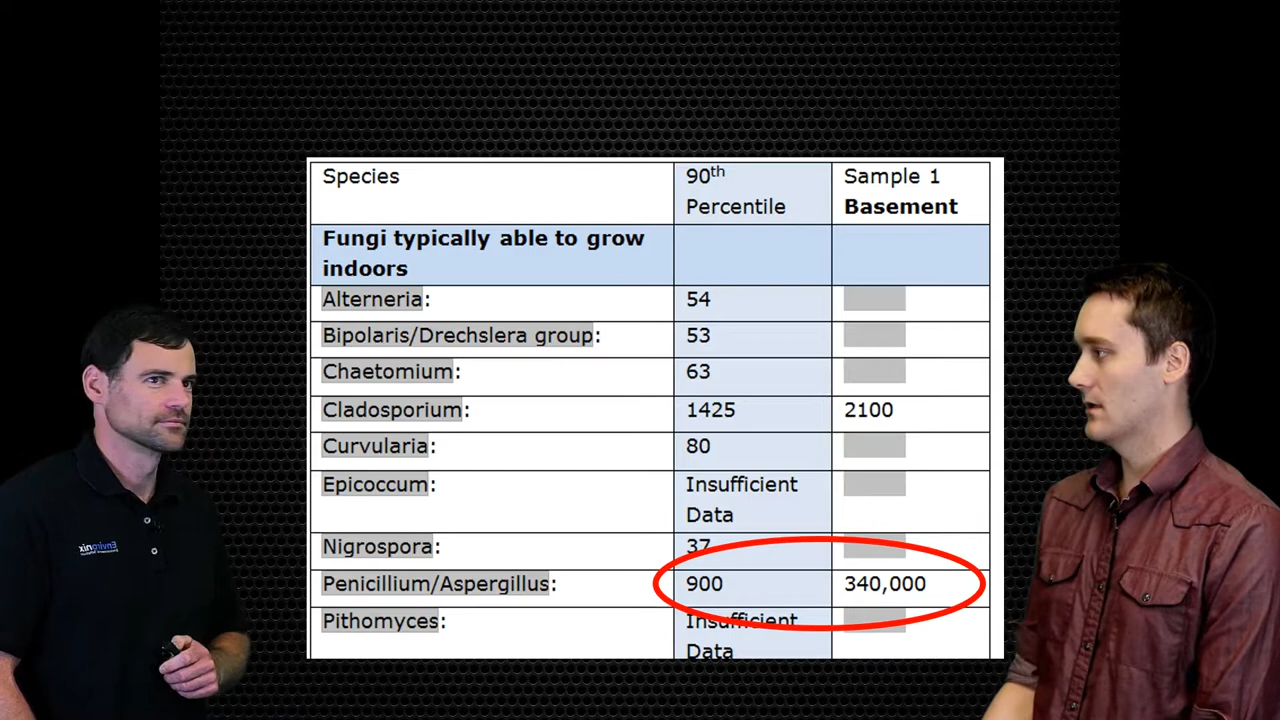 Species
90th
Percentile
Sample 1
Basement
Fungi typically able to grow
indoors
Alterneria:
54
Bipolaris/Drechslera group:
53
Chaetomium:
63
Cladosporium:
1425
2100
Curvularia:
80
Epicoccum:
Insufficient
Data
Nigrospora:
37
Penicillium/Aspergillus:
900
340,000
Pithomyces:
Insufficient
Data
Environix